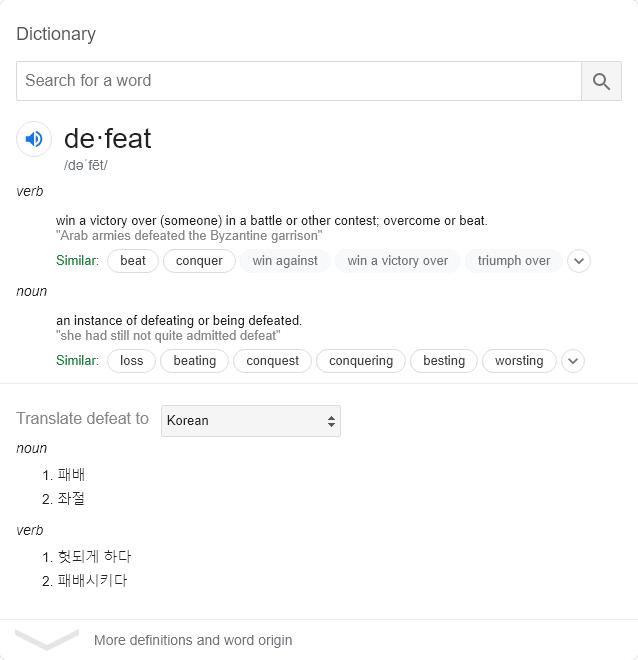 Dictionary
Search for a word
de·feat
/dəˈfēt/
verb
win a victory over (someone) in a battle or other contest; overcome or beat.
"Arab armies defeated the Byzantine garrison"
Similar: beat conquer win against win a victory over triumph over
noun
an instance of defeating or being defeated.
"she had still not quite admitted defeat"
Similar: loss beating conquest conquering besting worsting
Translate defeat to Korean
noun
1. 패배
2. 좌절
verb
1. 헛되게 하다
2. 패배시키다
More definitions and word origin